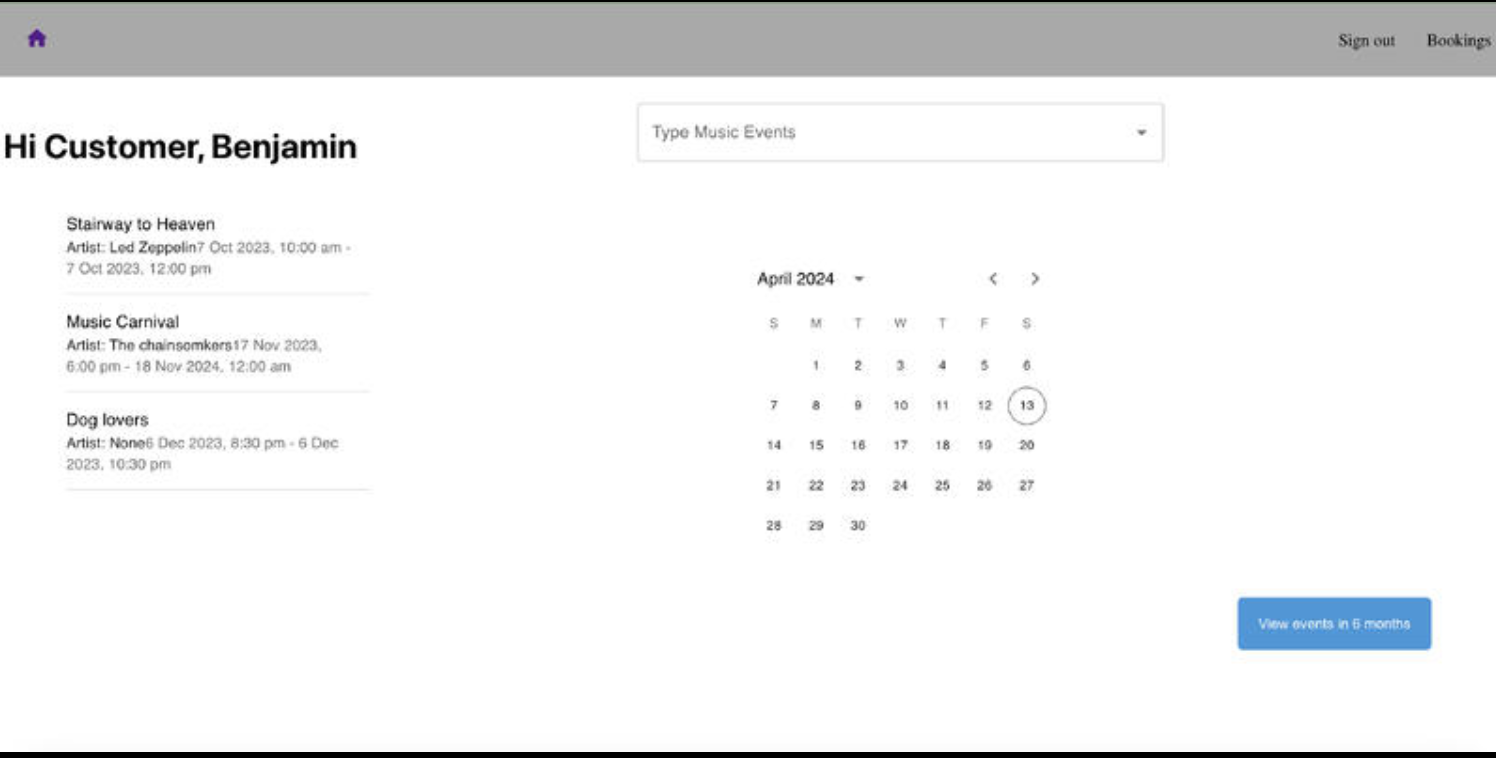 Sign out Bookings
Hi Customer, Benjamin
Type Music Events
Stairway to Heaven
Artist: Led Zeppelin7 Oct 2023, 10:00 am -
7 Oct 2023, 12:00 pm
Music Carnival
Artist: The chainsomkers17 Nov 2023,
6:00 pm - 18 Nov 2024, 12:00 am
Dog lovers
Artist: None6 Dec 2023, 8:30 pm - 6 Dec
2023, 10:30 pm
April 2024
S M T W T F S
1 2 3 4 5 6
7 8 9 10 11 12 13
14 15 16 17 18 19 20
21 22 23 24 25 26 27
28 29 30
View events in 6 months